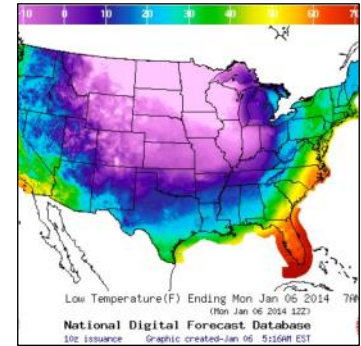 -10 0 10 20 30 40 50 60 70
Low Temperature(F) Ending Mon Jan 06 2014 7AM
(Mon Jan 06 2014 12Z)
National Digital Forecast Database
10z issuance Graphic created-Jan 06 5:16AM EST